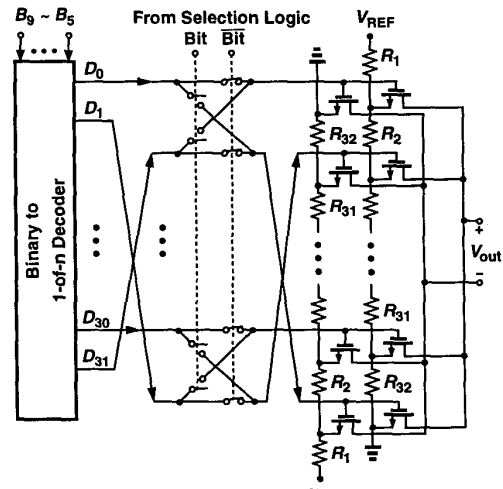 From Selection Logic
B9 ~ B5
Bit
Bit
VREF
R1
D0
D1
R32
R2
R31
Binary to
1-of-n Decoder
Vout
+
−
D30
D31
R31
R2
R32
R1